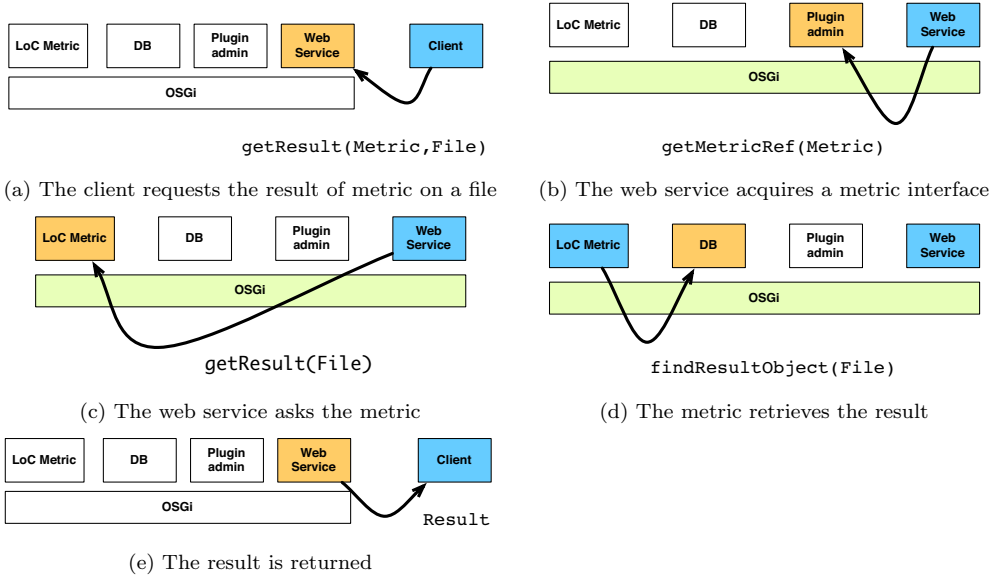 LoC Metric
DB
Plugin admin
Web Service
Client
OSGi
getResult(Metric,File)
(a) The client requests the result of metric on a file
LoC Metric
DB
Plugin admin
Web Service
OSGi
getMetricRef(Metric)
(b) The web service acquires a metric interface
LoC Metric
DB
Plugin admin
Web Service
OSGi
getResult(File)
(c) The web service asks the metric
LoC Metric
DB
Plugin admin
Web Service
OSGi
findResultObject(File)
(d) The metric retrieves the result
LoC Metric
DB
Plugin admin
Web Service
Client
OSGi
Result
(e) The result is returned